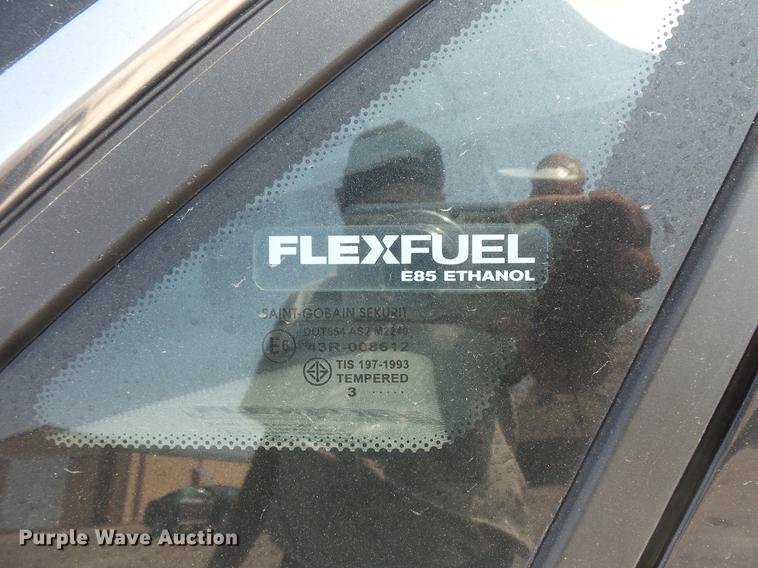 FLEXFUEL
E85 ETHANOL
SAINT-GOBAIN SEKURIT
DOT554 AS2 M2240
E6 43R-008612
TIS 197-1993
TEMPERED
3 .....
Purple Wave Auction